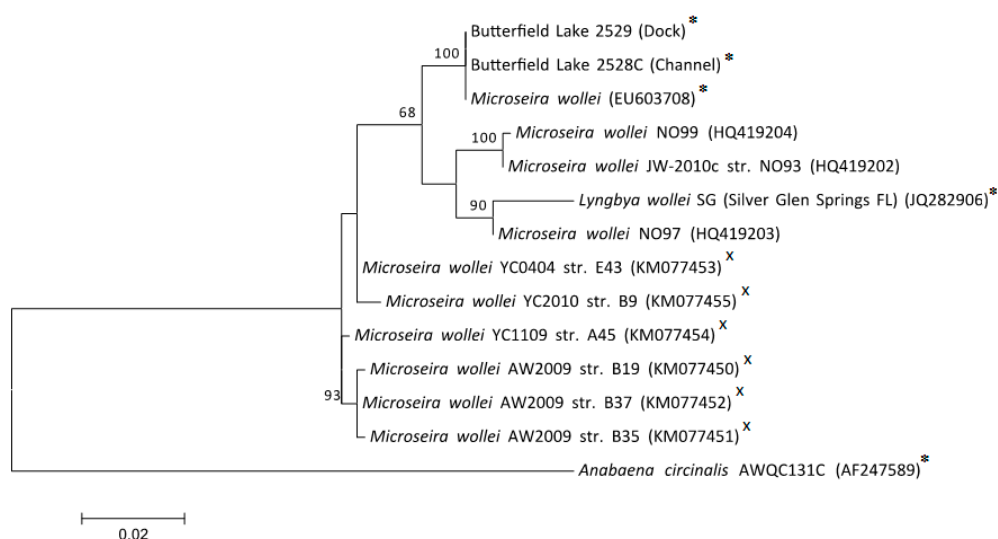 Butterfield Lake 2529 (Dock)*
100
Butterfield Lake 2528C (Channel)*
Microseira wollei (EU603708)*
68
Microseira wollei NO99 (HQ419204)
100
Microseira wollei JW-2010c str. NO93 (HQ419202)
Lyngbya wollei SG (Silver Glen Springs FL) (JQ282906)*
90
Microseira wollei NO97 (HQ419203)
Microseira wollei YC0404 str. E43 (KM077453) x
Microseira wollei YC2010 str. B9 (KM077455) x
Microseira wollei YC1109 str. A45 (KM077454) x
Microseira wollei AW2009 str. B19 (KM077450) x
93
Microseira wollei AW2009 str. B37 (KM077452) x
Microseira wollei AW2009 str. B35 (KM077451) x
Anabaena circinalis AWQC131C (AF247589)*
0.02